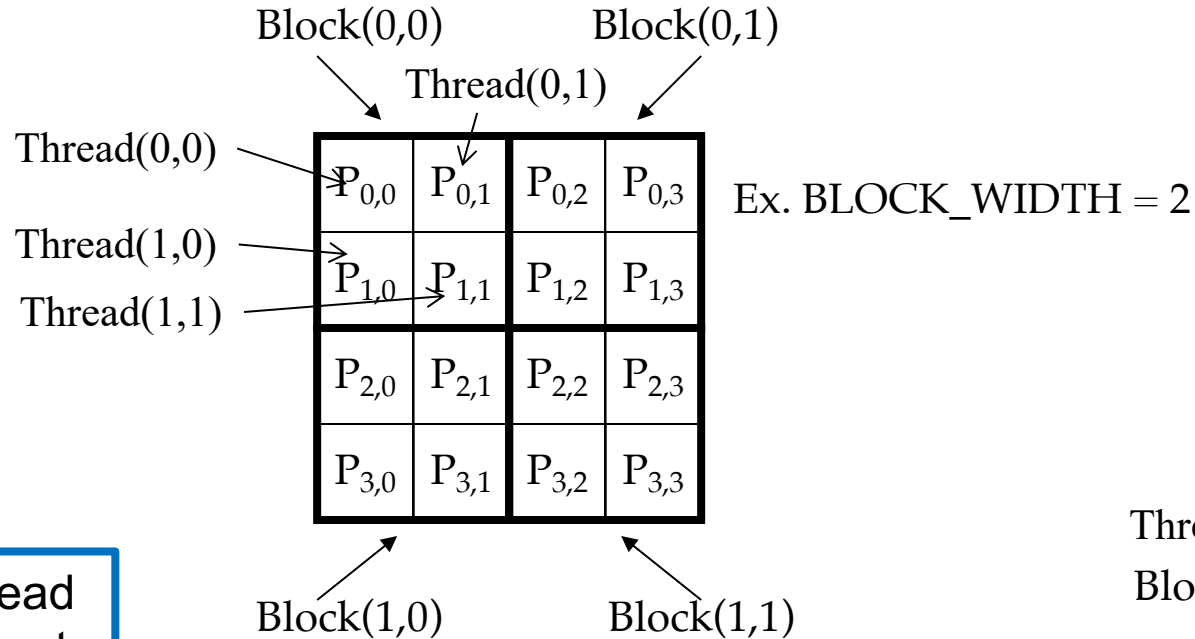 Block(0,0) Block(0,1)
Thread(0,1)
Thread(0,0)
P0,0 P0,1 P0,2 P0,3
Ex. BLOCK_WIDTH = 2
Thread(1,0)
P1,0 P1,1 P1,2 P1,3
Thread(1,1)
P2,0 P2,1 P2,2 P2,3
P3,0 P3,1 P3,2 P3,3
Block(1,0) Block(1,1)